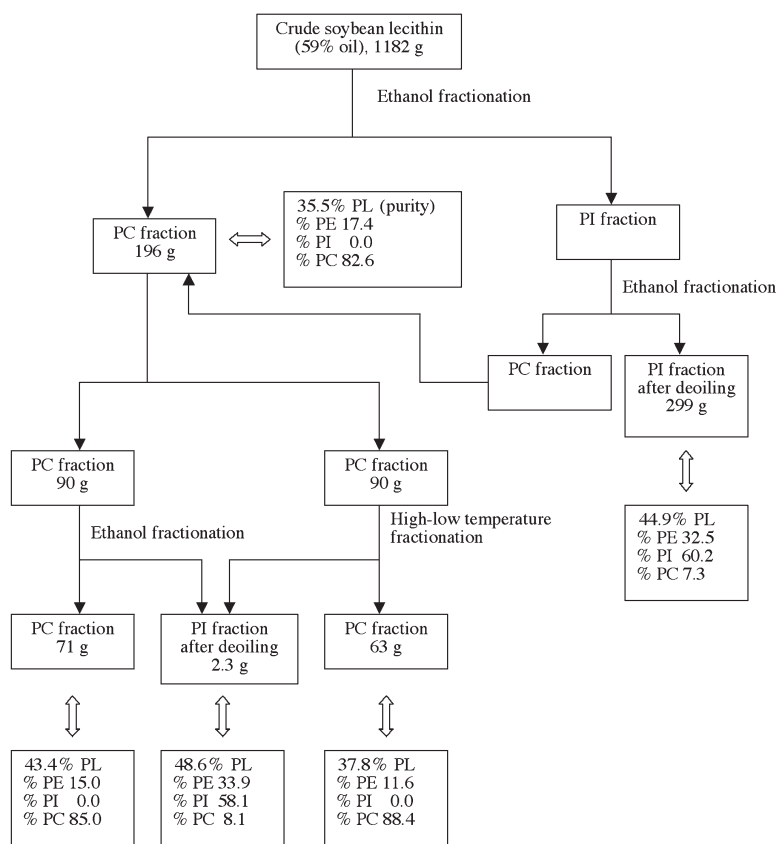 Crude soybean lecithin
(59% oil), 1182 g
Ethanol fractionation
PC fraction
196 g
35.5% PL (purity)
% PE 17.4
% PI 0.0
% PC 82.6
PI fraction
Ethanol fractionation
PC fraction
PI fraction
after deoiling
299 g
PC fraction
90 g
PC fraction
90 g
Ethanol fractionation
High-low temperature
fractionation
44.9% PL
% PE 32.5
% PI 60.2
% PC 7.3
PC fraction
71 g
PI fraction
after deoiling
2.3 g
PC fraction
63 g
43.4% PL
% PE 15.0
% PI 0.0
% PC 85.0
48.6% PL
% PE 33.9
% PI 58.1
% PC 8.1
37.8% PL
% PE 11.6
% PI 0.0
% PC 88.4